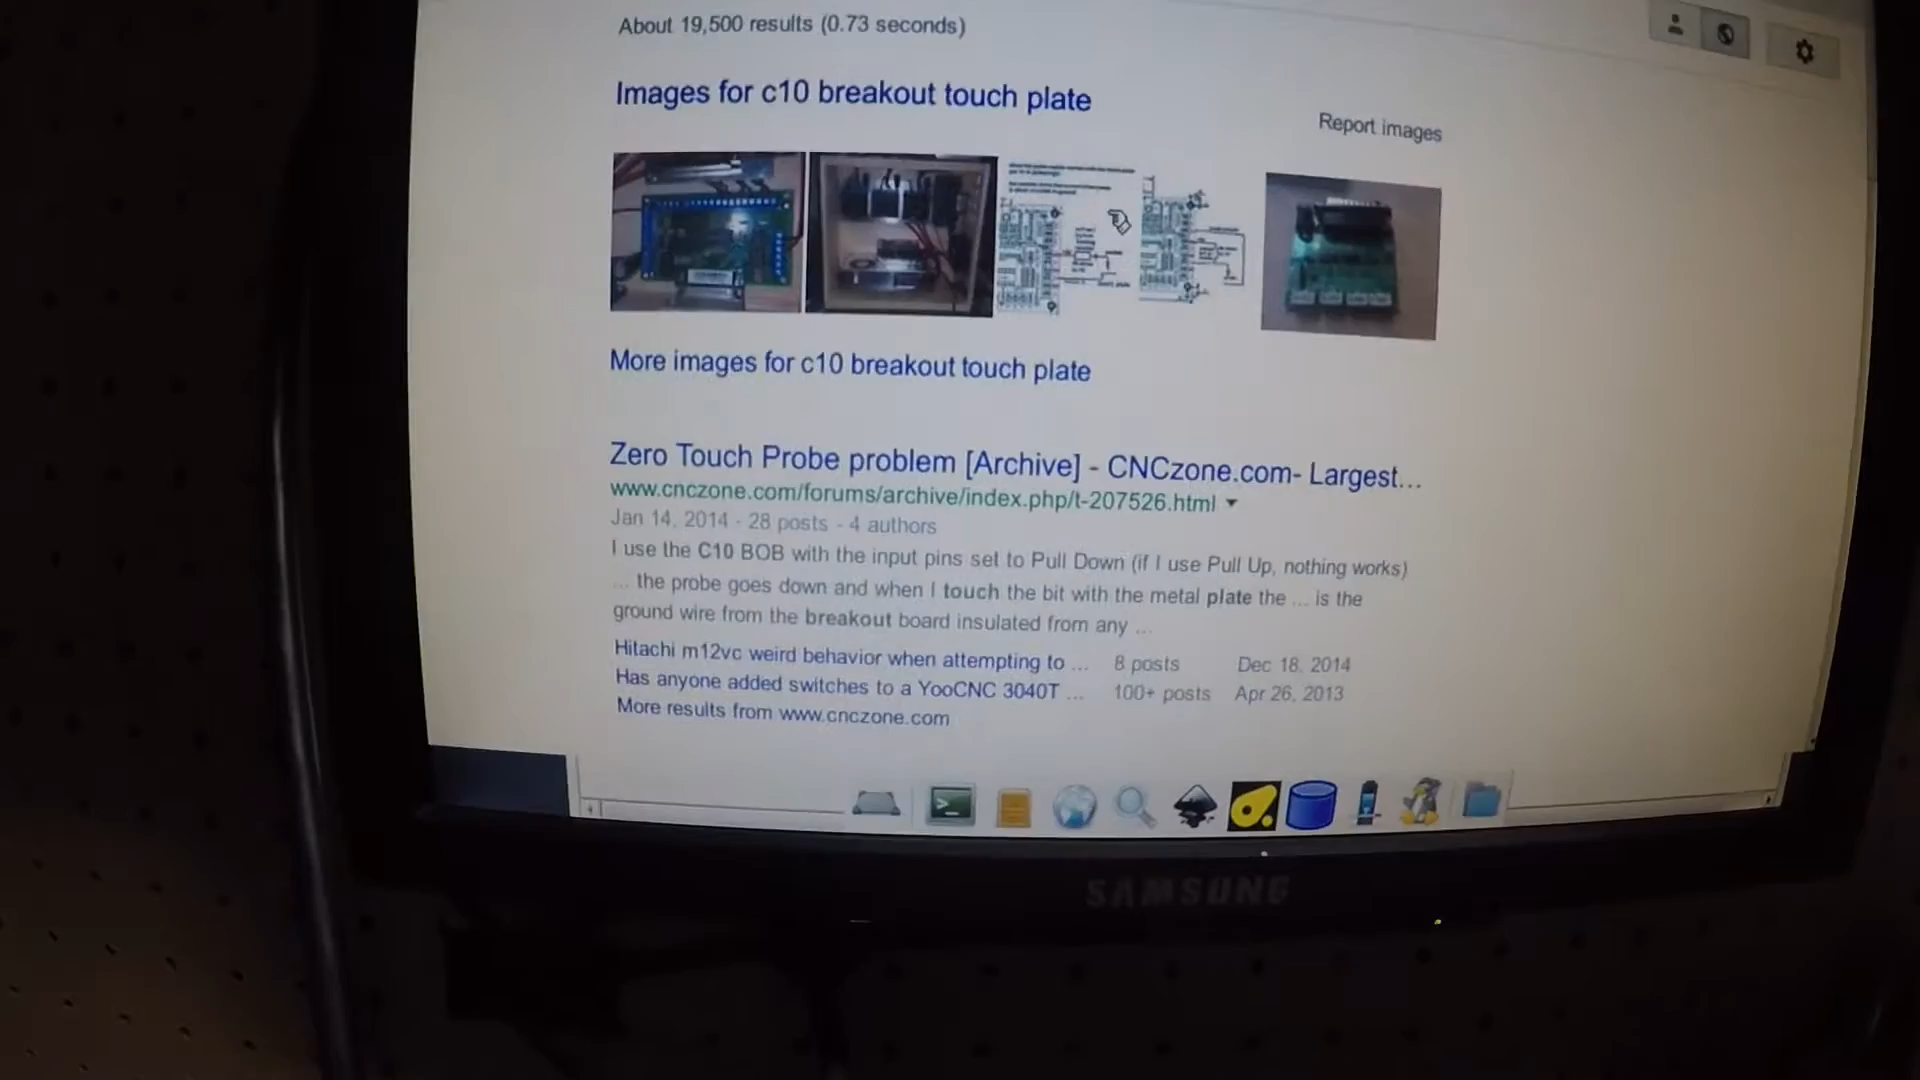 About 19,500 results (0.73 seconds)
Images for c10 breakout touch plate
Report images
More images for c10 breakout touch plate
Zero Touch Probe problem [Archive] - CNCzone.com- Largest...
www.cnczone.com/forums/archive/index.php/t-207526.html
Jan 14, 2014 - 28 posts - 4 authors
I use the C10 BOB with the input pins set to Pull Down (if I use Pull Up, nothing works)
... the probe goes down and when I touch the bit with the metal plate the ... is the
ground wire from the breakout board insulated from any ...
Hitachi m12vc weird behavior when attempting to ... 8 posts Dec 18, 2014
Has anyone added switches to a YooCNC 3040T ... 100+ posts Apr 26, 2013
More results from www.cnczone.com
SAMSUNG